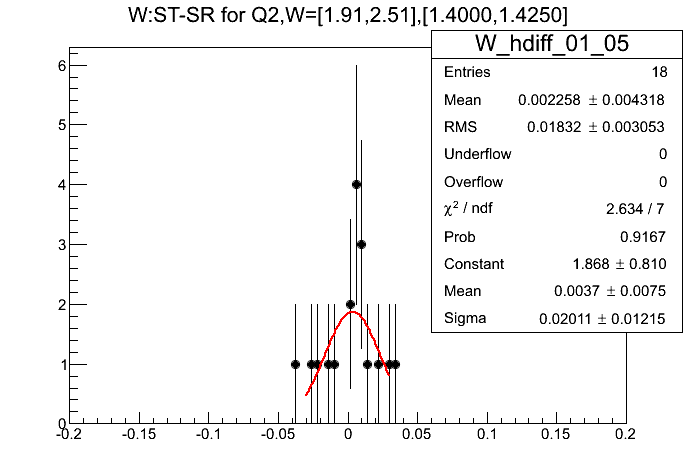 W:ST-SR for Q2,W=[1.91,2.51],[1.4000,1.4250]
W_hdiff_01_05
Entries 18
Mean 0.002258 ± 0.004318
RMS 0.01832 ± 0.003053
Underflow 0
Overflow 0
χ² / ndf 2.634 / 7
Prob 0.9167
Constant 1.868 ± 0.810
Mean 0.0037 ± 0.0075
Sigma 0.02011 ± 0.01215
6
5
4
3
2
1
0
-0.2 -0.15 -0.1 -0.05 0 0.05 0.1 0.15 0.2